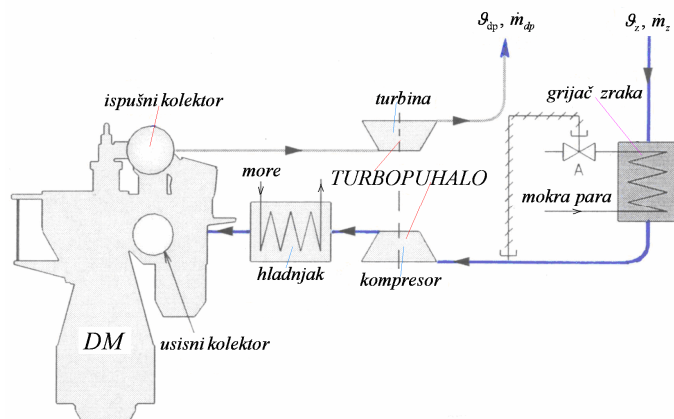 ϑdp, ṁdp
ϑz, ṁz
ispušni kolektor
turbina
grijač zraka
A
more
TURBOPUHALO
mokra para
hladnjak
kompresor
DM
usisni kolektor